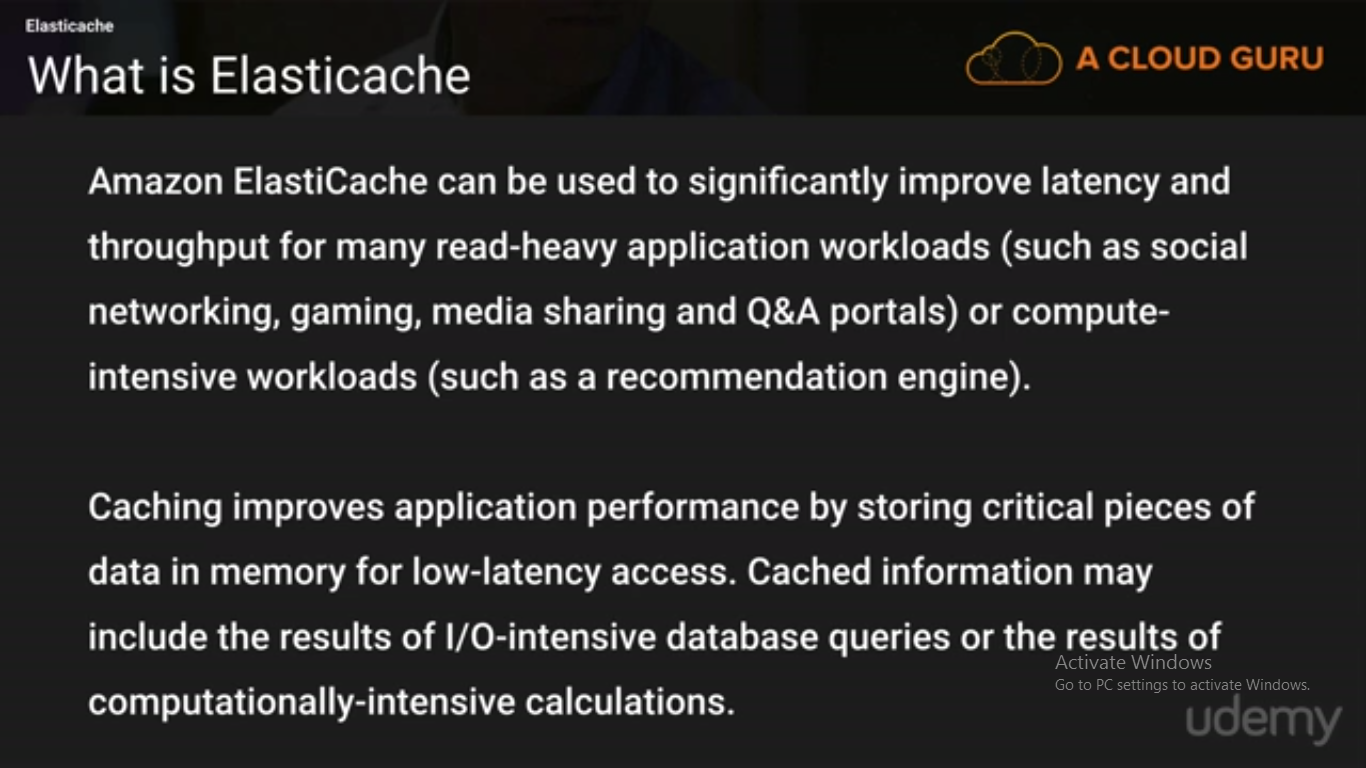 Elasticache
What is Elasticache
A CLOUD GURU
Amazon ElastiCache can be used to significantly improve latency and
throughput for many read-heavy application workloads (such as social
networking, gaming, media sharing and Q&A portals) or compute-
intensive workloads (such as a recommendation engine).
Caching improves application performance by storing critical pieces of
data in memory for low-latency access. Cached information may
include the results of I/O-intensive database queries or the results of
computationally-intensive calculations.
Activate Windows
Go to PC settings to activate Windows.
udemy